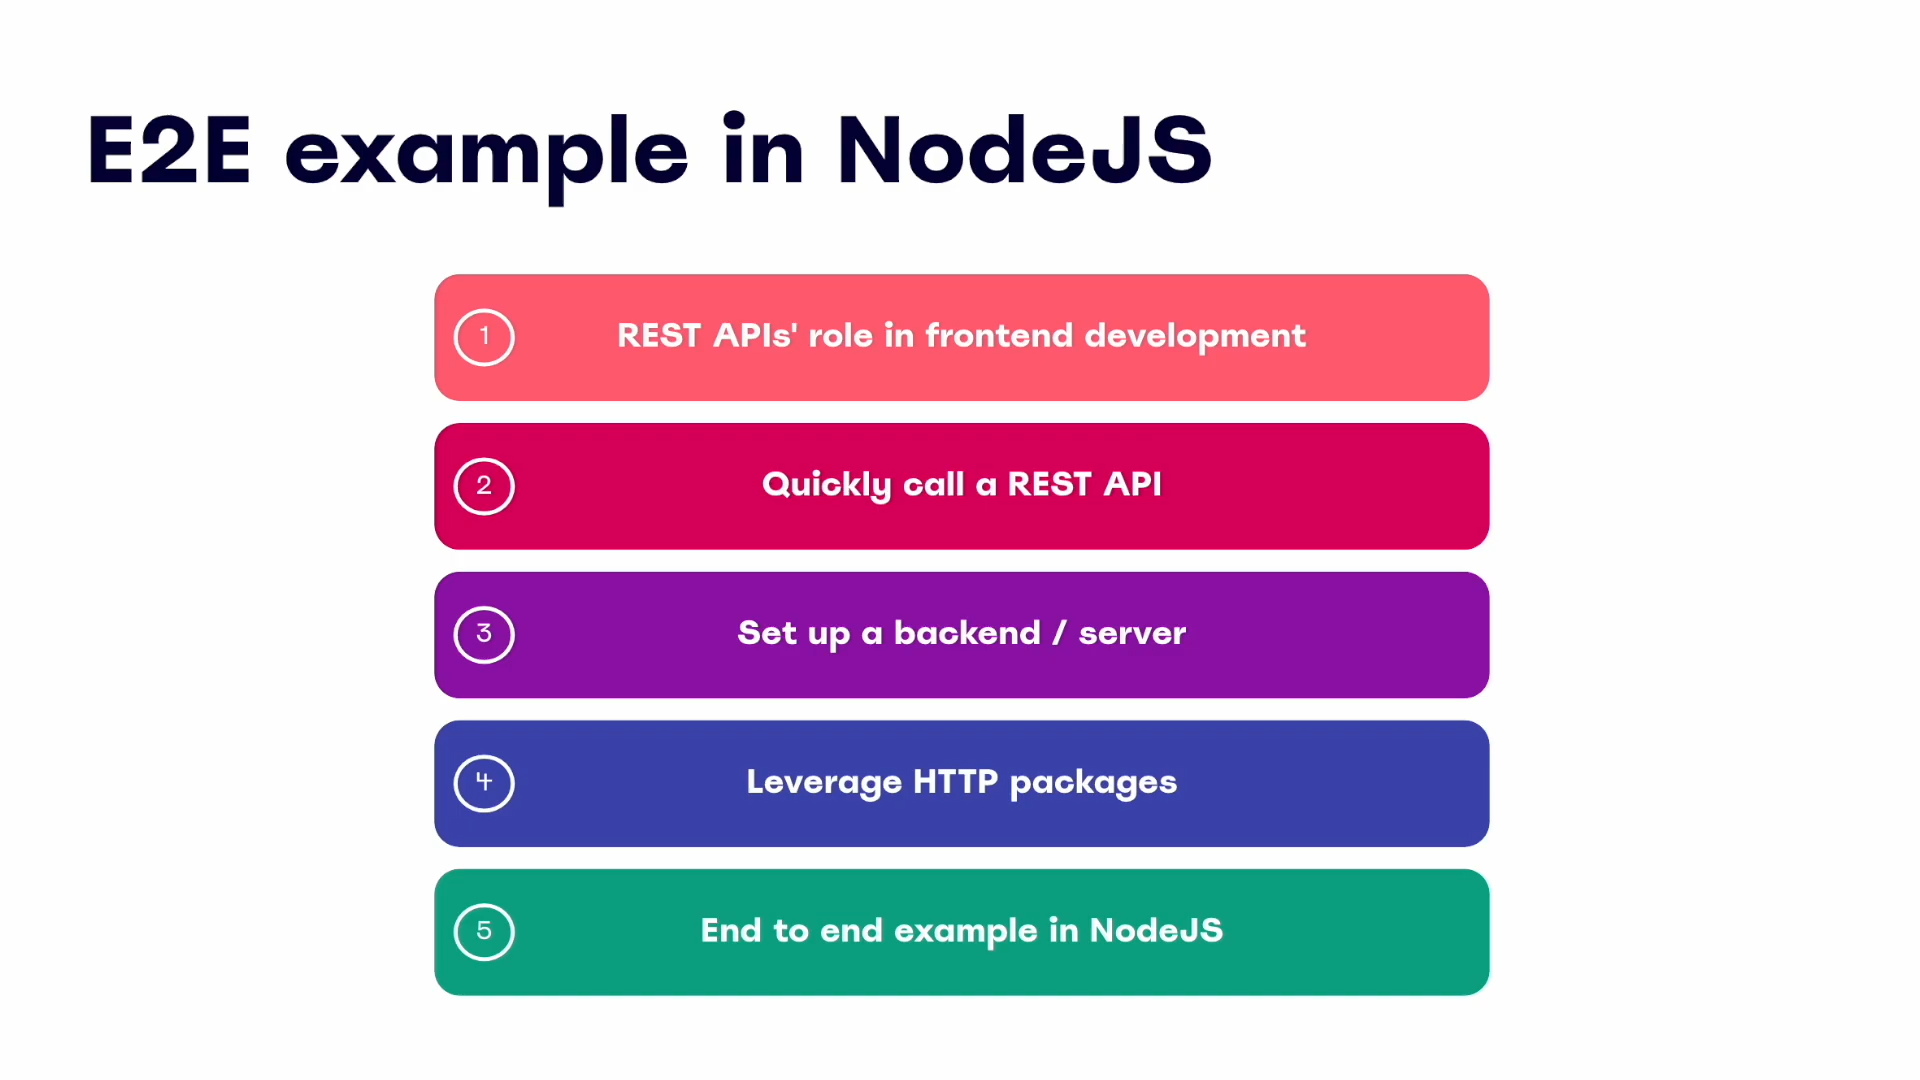 E2E example in NodeJS
1 REST APIs' role in frontend development
2 Quickly call a REST API
3 Set up a backend / server
4 Leverage HTTP packages
5 End to end example in NodeJS